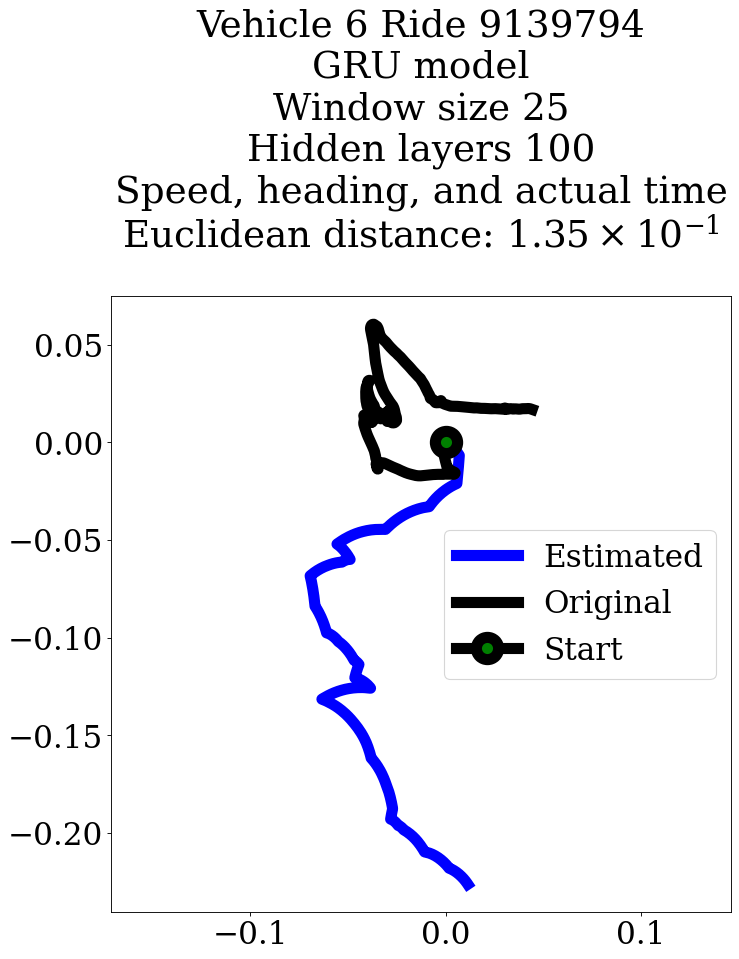 Vehicle 6 Ride 9139794
GRU model
Window size 25
Hidden layers 100
Speed, heading, and actual time
Euclidean distance: 1.35 × 10⁻¹
0.05
0.00
−0.05
−0.10
−0.15
−0.20
Estimated
Original
Start
−0.1
0.0
0.1